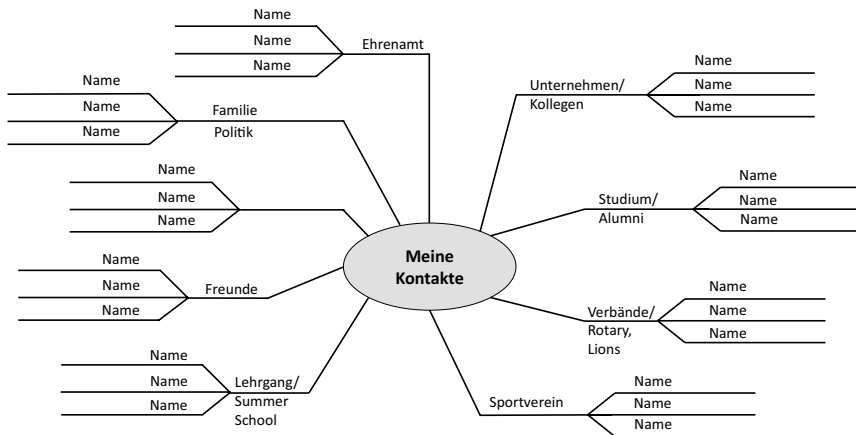 Name
Name
Name
Ehrenamt
Name
Name
Name
Familie
Politik
Name
Name
Name
Name
Name
Name
Freunde
Name
Name
Name
Lehrgang/
Summer
School
Meine
Kontakte
Name
Name
Name
Unternehmen/
Kollegen
Name
Name
Name
Studium/
Alumni
Name
Name
Name
Verbände/
Rotary,
Lions
Name
Name
Name
Sportverein